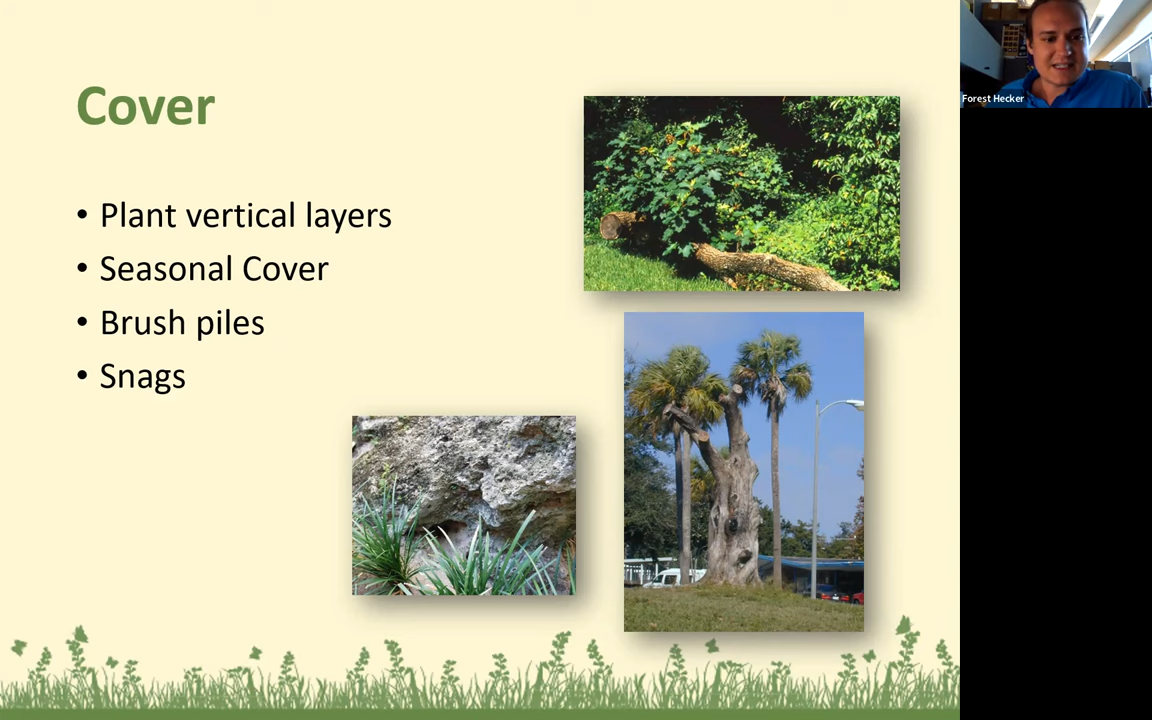 Cover
• Plant vertical layers
• Seasonal Cover
• Brush piles
• Snags
Forest Hecker